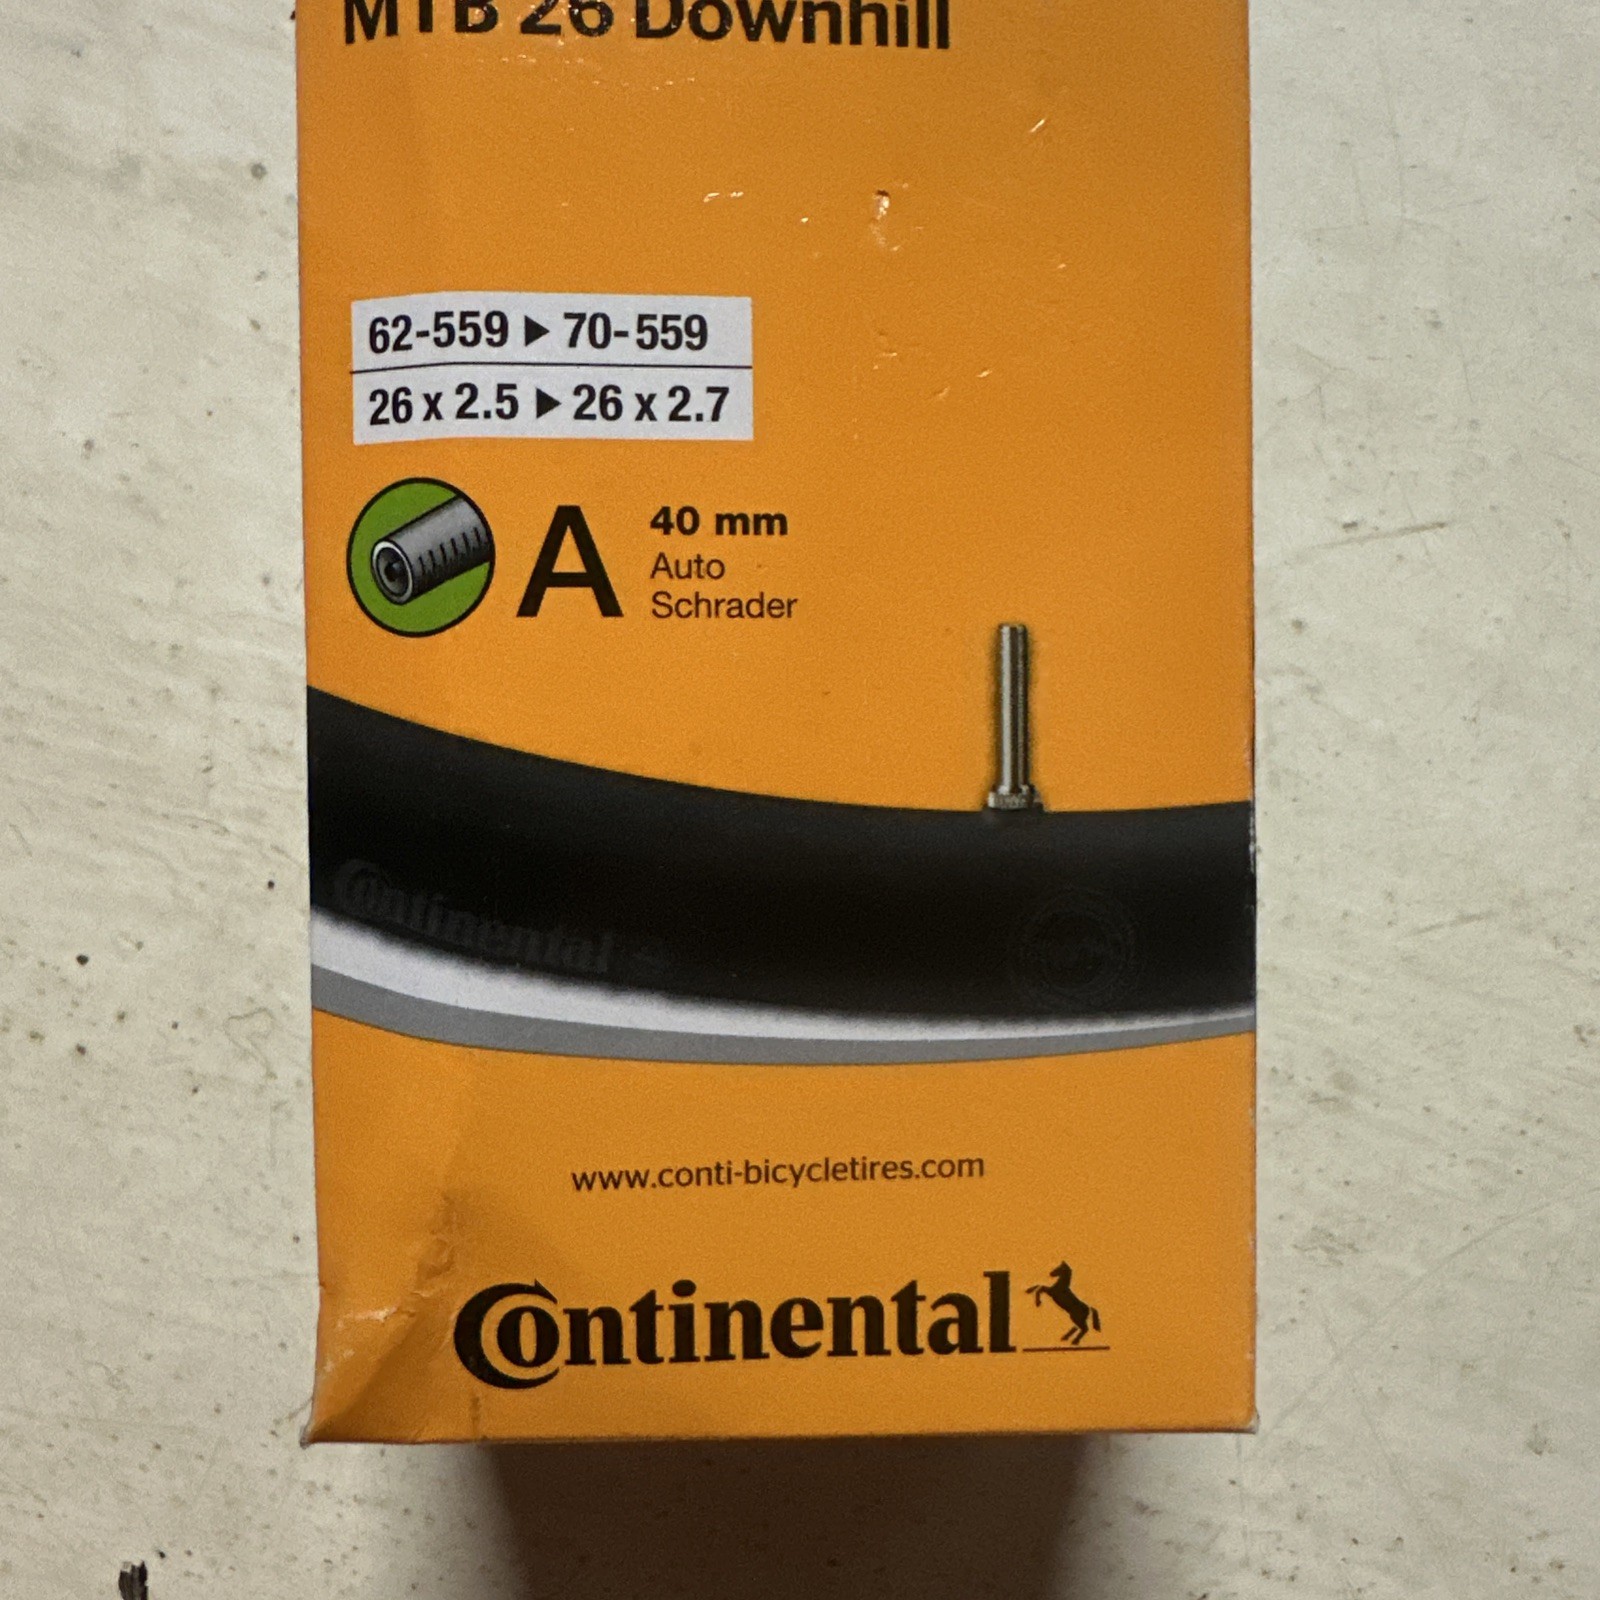 MTB 26 Downhill
62-559 ▶ 70-559
26 x 2.5 ▶ 26 x 2.7
A
40 mm
Auto
Schrader
Continental
www.conti-bicycletires.com
Continental